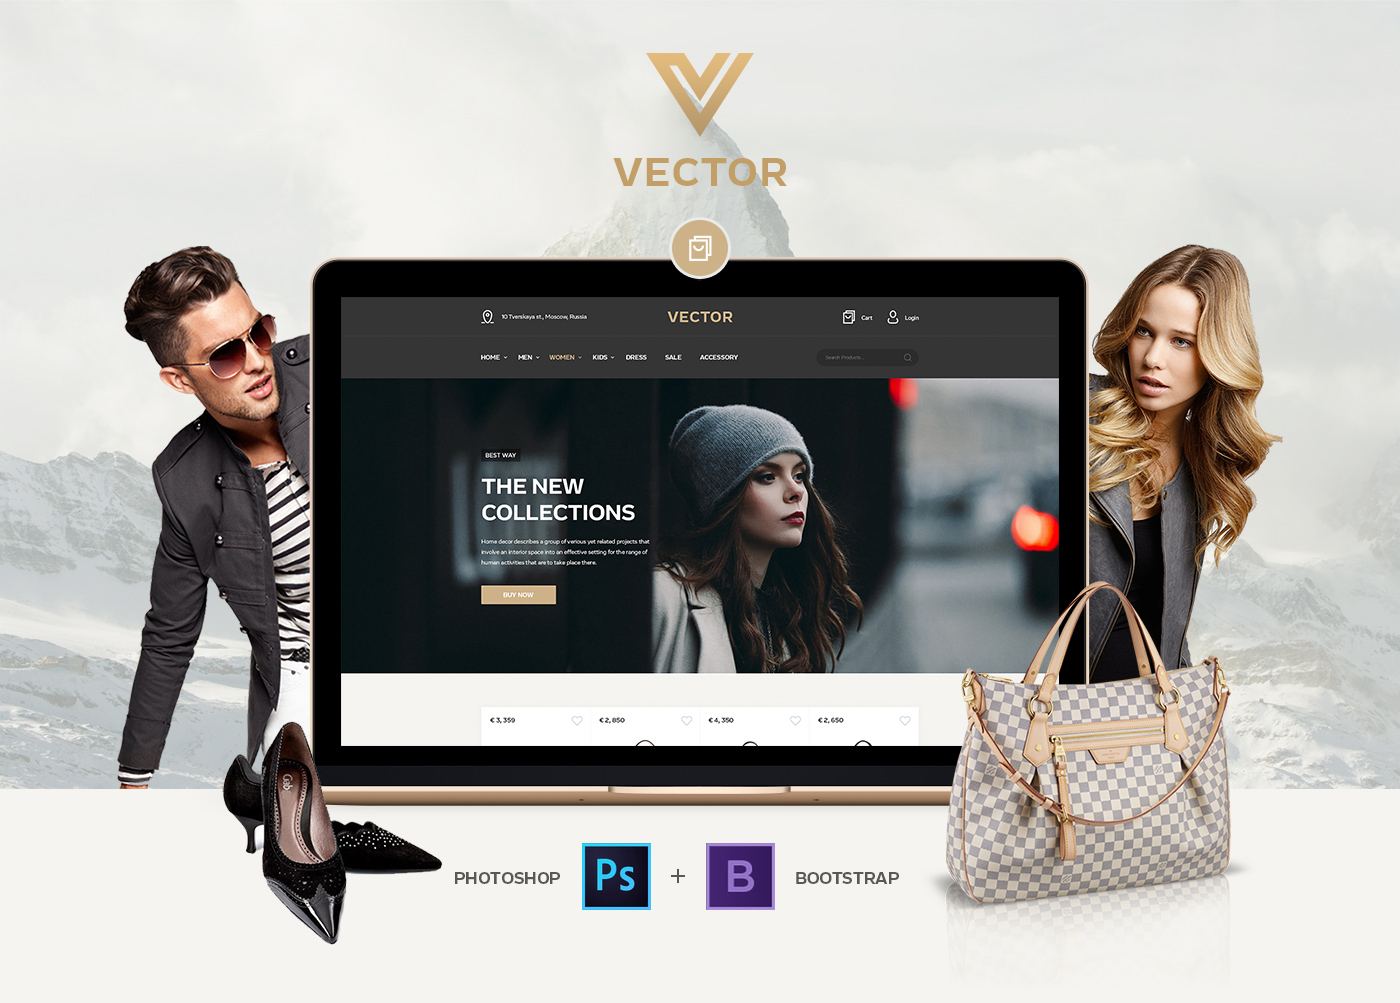 VECTOR
10 Tverskaya st., Moscow, Russia
VECTOR
Cart
Login
HOME MEN WOMEN KIDS DRESS SALE ACCESSORY
Search Products...
BEST WAY
THE NEW
COLLECTIONS
Home decor describes a group of verious yet related projects that
involve an interior space into an effective setting for the range of
human activities that are to take place there.
BUY NOW
€ 3, 359
€ 2, 850
€ 4, 350
€ 2, 650
PHOTOSHOP
Ps
+
B
BOOTSTRAP